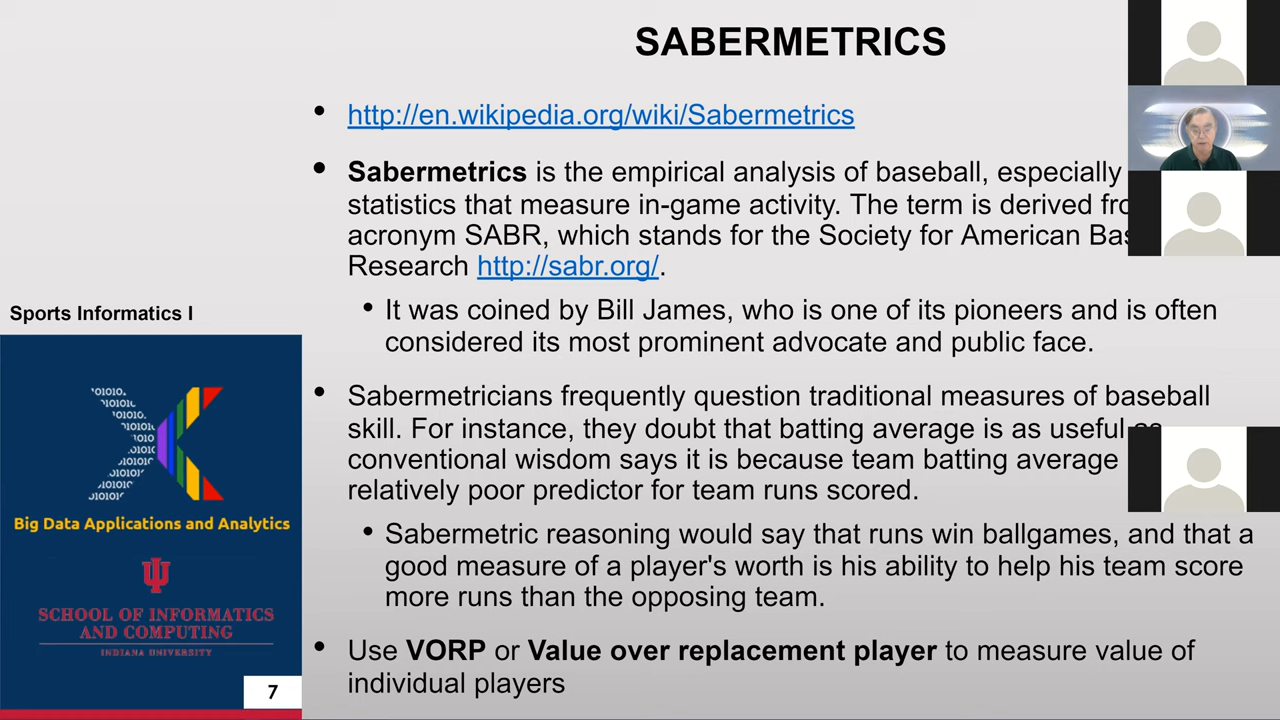 SABERMETRICS
http://en.wikipedia.org/wiki/Sabermetrics
Sabermetrics is the empirical analysis of baseball, especially
statistics that measure in-game activity. The term is derived
acronym SABR, which stands for the Society for American
Research http://sabr.org/.
It was coined by Bill James, who is one of its pioneers and is often
considered its most prominent advocate and public face.
Sabermetricians frequently question traditional measures of baseball
skill. For instance, they doubt that batting average is as useful as
conventional wisdom says it is because team batting average
relatively poor predictor for team runs scored.
Sabermetric reasoning would say that runs win ballgames, and that a
good measure of a player's worth is his ability to help his team score
more runs than the opposing team.
Use VORP or Value over replacement player to measure value of
individual players
Sports Informatics I
Big Data Applications and Analytics
SCHOOL OF INFORMATICS
AND COMPUTING
INDIANA UNIVERSITY
7